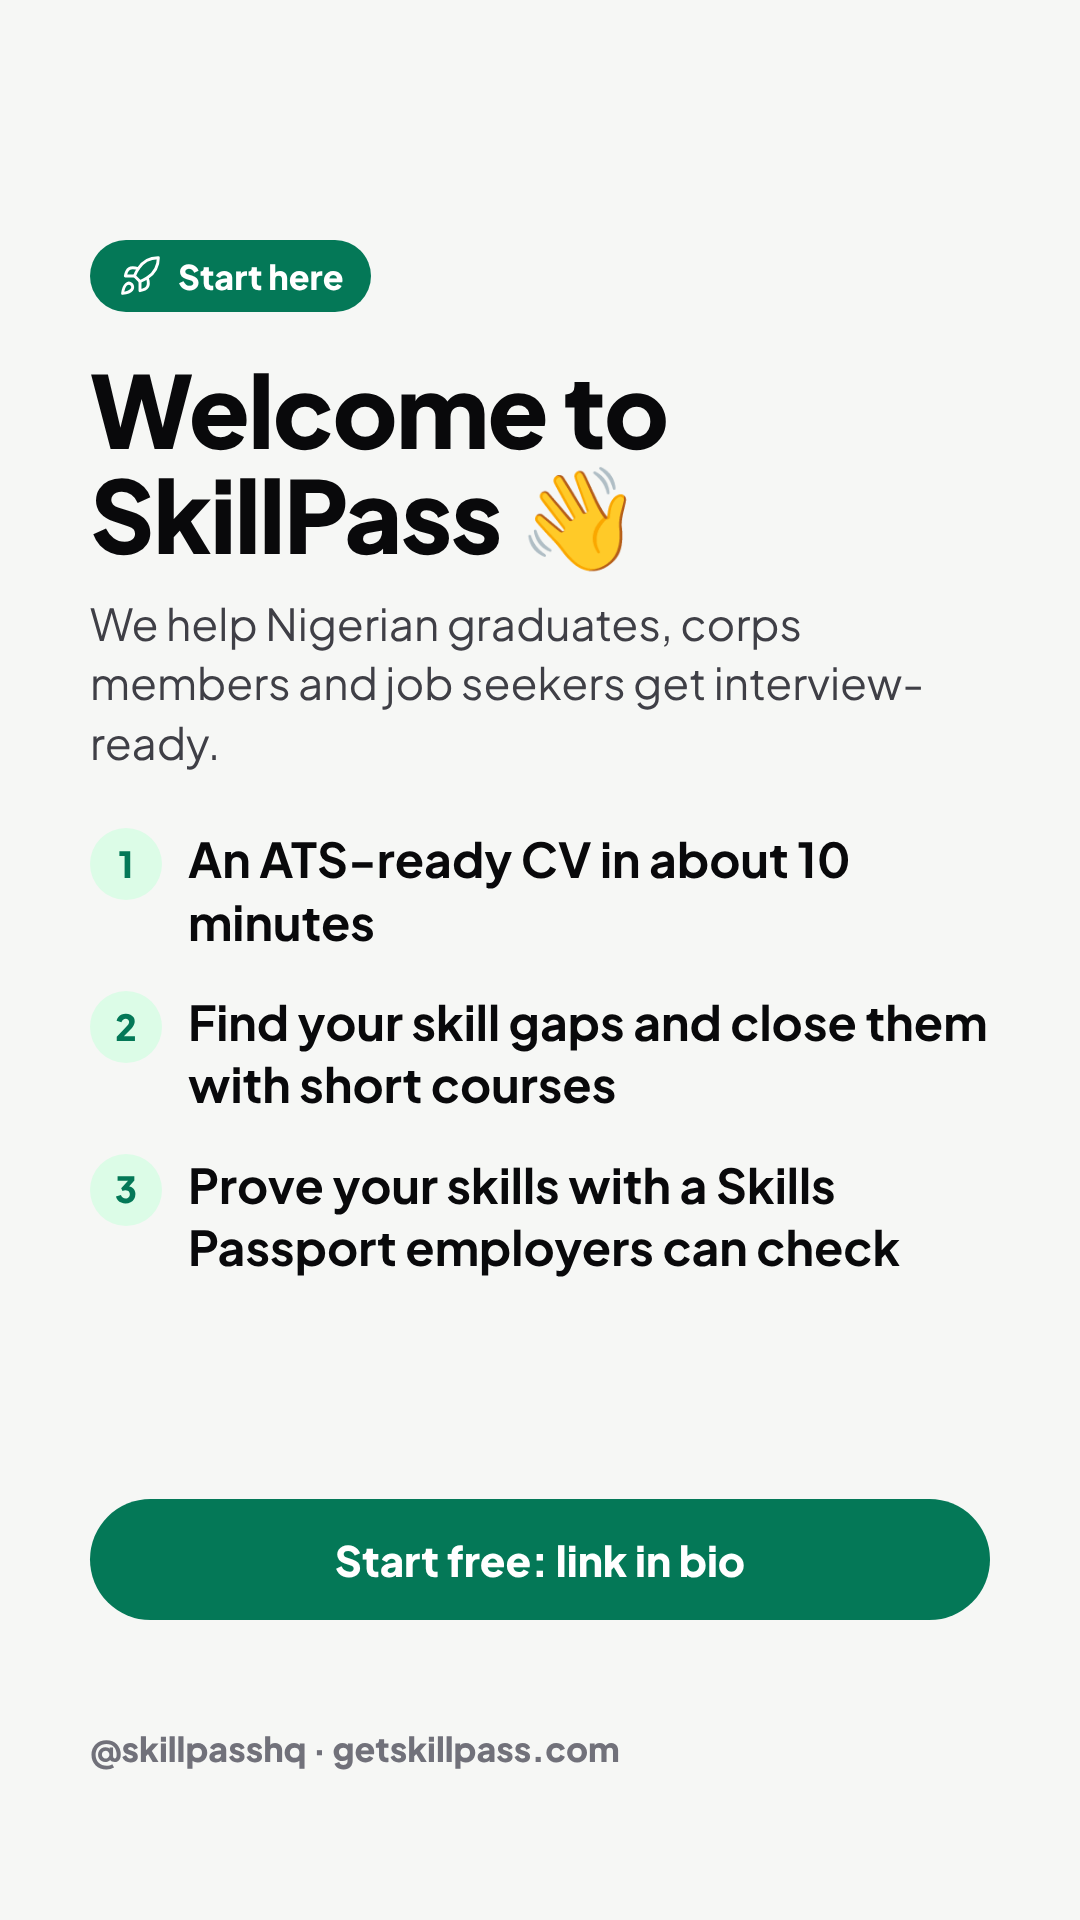 Start here
Welcome to
SkillPass 👋
We help Nigerian graduates, corps
members and job seekers get interview-
ready.
1 An ATS-ready CV in about 10
minutes
2 Find your skill gaps and close them
with short courses
3 Prove your skills with a Skills
Passport employers can check
Start free: link in bio
@skillpasshq · getskillpass.com